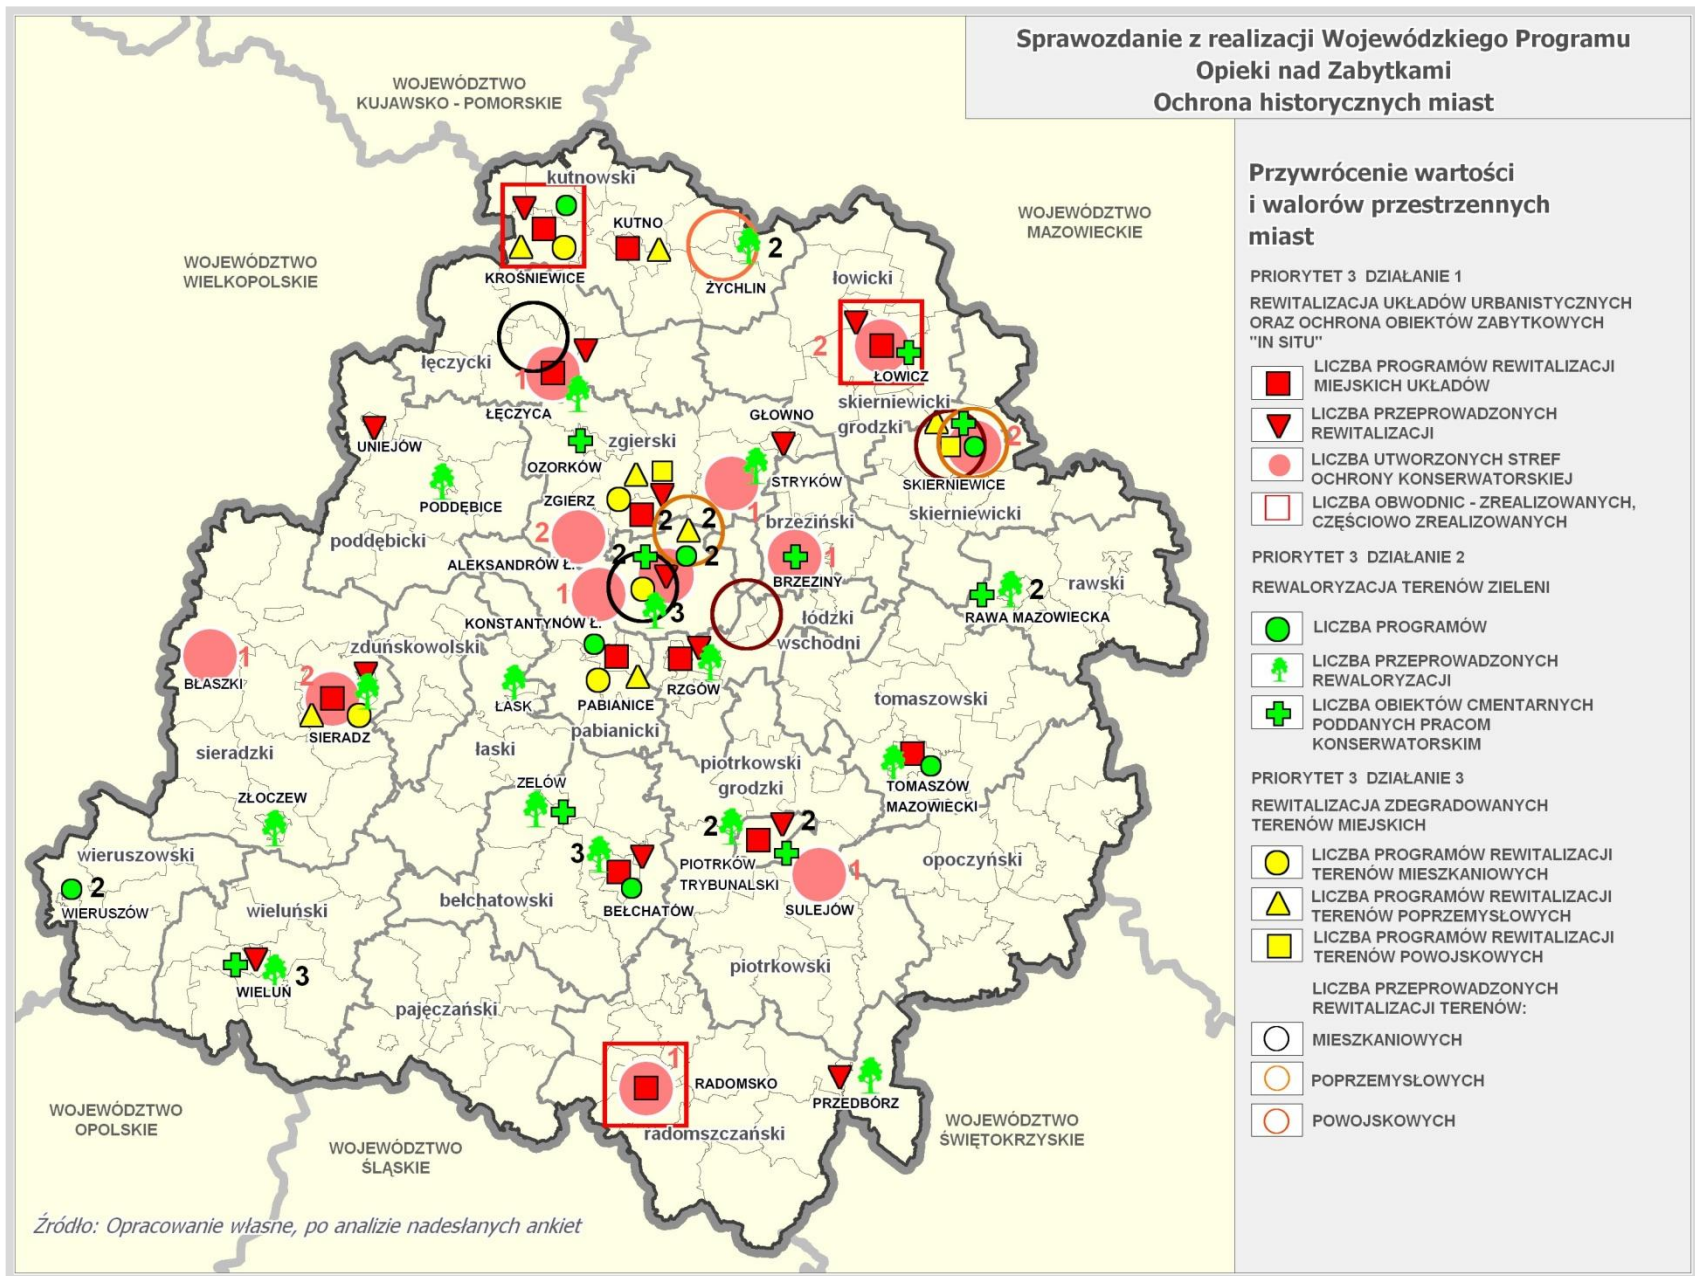 Sprawozdanie z realizacji Wojewódzkiego Programu
Opieki nad Zabytkami
Ochrona historycznych miast
Przywrócenie wartości
i walorów przestrzennych
miast
PRIORYTET 3 DZIAŁANIE 1
REWITALIZACJA UKŁADÓW URBANISTYCZNYCH
ORAZ OCHRONA OBIEKTÓW ZABYTKOWYCH
"IN SITU"
LICZBA PROGRAMÓW REWITALIZACJI
MIEJSKICH UKŁADÓW
LICZBA PRZEPROWADZONYCH
REWITALIZACJI
LICZBA UTWORZONYCH STREF
OCHRONY KONSERWATORSKIEJ
LICZBA OBWODNIC - ZREALIZOWANYCH,
CZĘŚCIOWO ZREALIZOWANYCH
PRIORYTET 3 DZIAŁANIE 2
REWALORYZACJA TERENÓW ZIELENI
LICZBA PROGRAMÓW
LICZBA PRZEPROWADZONYCH
REWALORYZACJI
LICZBA OBIEKTÓW CMENTARNYCH
PODDANYCH PRACOM
KONSERWATORSKIM
PRIORYTET 3 DZIAŁANIE 3
REWITALIZACJA ZDEGRADOWANYCH
TERENÓW MIEJSKICH
LICZBA PROGRAMÓW REWITALIZACJI
TERENÓW MIESZKANIOWYCH
LICZBA PROGRAMÓW REWITALIZACJI
TERENÓW POPRZEMYSŁOWYCH
LICZBA PROGRAMÓW REWITALIZACJI
TERENÓW POWOJSKOWYCH
LICZBA PRZEPROWADZONYCH
REWITALIZACJI TERENÓW:
MIESZKANIOWYCH
POPRZEMYSŁOWYCH
POWOJSKOWYCH
WOJEWÓDZTWO
KUJAWSKO - POMORSKIE
WOJEWÓDZTWO
MAZOWIECKIE
WOJEWÓDZTWO
WIELKOPOLSKIE
kutnowski
KUTNO
KROŚNIEWICE
2
ŻYCHLIN
łowicki
2
ŁOWICZ
łęczycki
1
ŁĘCZYCA
skierniewicki
grodzki
2
SKIERNIEWICE
skierniewicki
UNIEJÓW
PODDĘBICE
poddębicki
OZORKÓW
zgierski
GŁOWNO
ZGIERZ
STRYKÓW
1
2
2
2
ALEKSANDRÓW Ł.
2
2
brzeziński
1
BRZEZINY
1
3
KONSTANTYNÓW Ł.
łódzki
wschodni
2
RAWA MAZOWIECKA
rawski
1
BŁASZKI
zduńskowolski
2
SIERADZ
sieradzki
ŁASK
PABIANICE
pabianicki
RZGÓW
łaski
tomaszowski
TOMASZÓW
MAZOWIECKI
piotrkowski
grodzki
ZŁOCZEW
ZELÓW
2
2
PIOTRKÓW
TRYBUNALSKI
1
SULEJÓW
opoczyński
3
BEŁCHATÓW
bełchatowski
wieruszowski
2
WIERUSZÓW
wieluński
3
WIELUŃ
pajęczański
piotrkowski
1
RADOMSKO
radomszczański
PRZEDBÓRZ
WOJEWÓDZTWO
OPOLSKIE
WOJEWÓDZTWO
ŚLĄSKIE
WOJEWÓDZTWO
ŚWIĘTOKRZYSKIE
Źródło: Opracowanie własne, po analizie nadesłanych ankiet